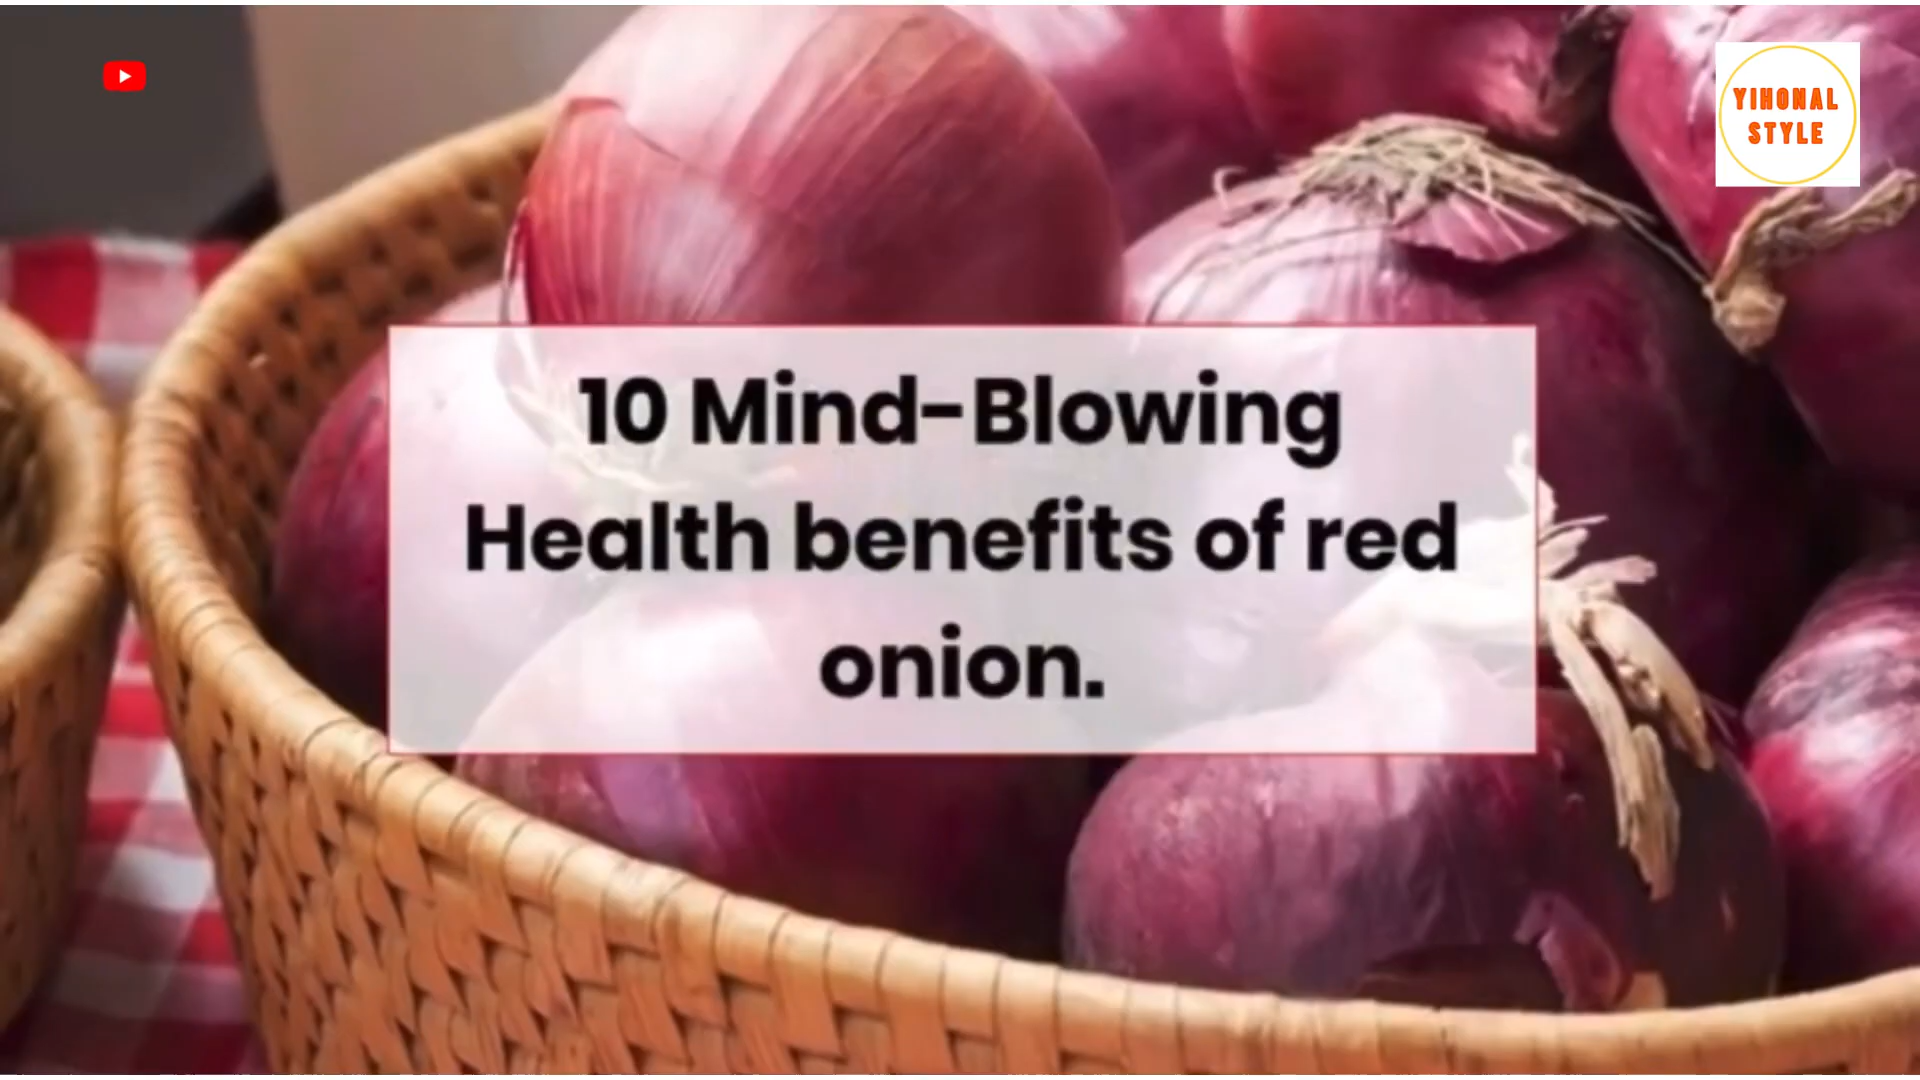 YIHONAL
STYLE
10 Mind-Blowing
Health benefits of red
onion.